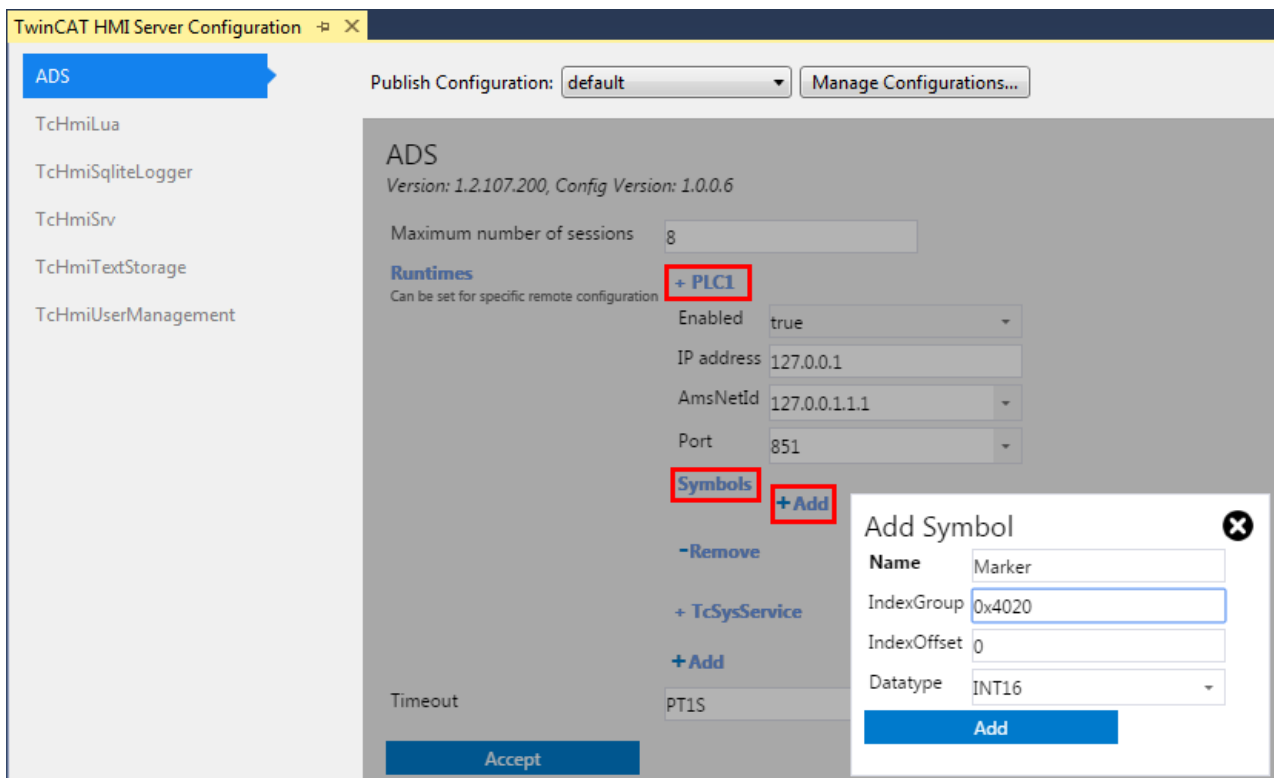 TwinCAT HMI Server Configuration
ADS
TcHmiLua
TcHmiSqliteLogger
TcHmiSrv
TcHmiTextStorage
TcHmiUserManagement
Publish Configuration: default Manage Configurations...
ADS
Version: 1.2.107.200, Config Version: 1.0.0.6
Maximum number of sessions 8
Runtimes + PLC1
Can be set for specific remote configuration
Enabled true
IP address 127.0.0.1
AmsNetId 127.0.0.1.1.1
Port 851
Symbols
+Add
-Remove
+ TcSysService
+Add
Timeout PT1S
Accept
Add Symbol
Name Marker
IndexGroup 0x4020
IndexOffset 0
Datatype INT16
Add